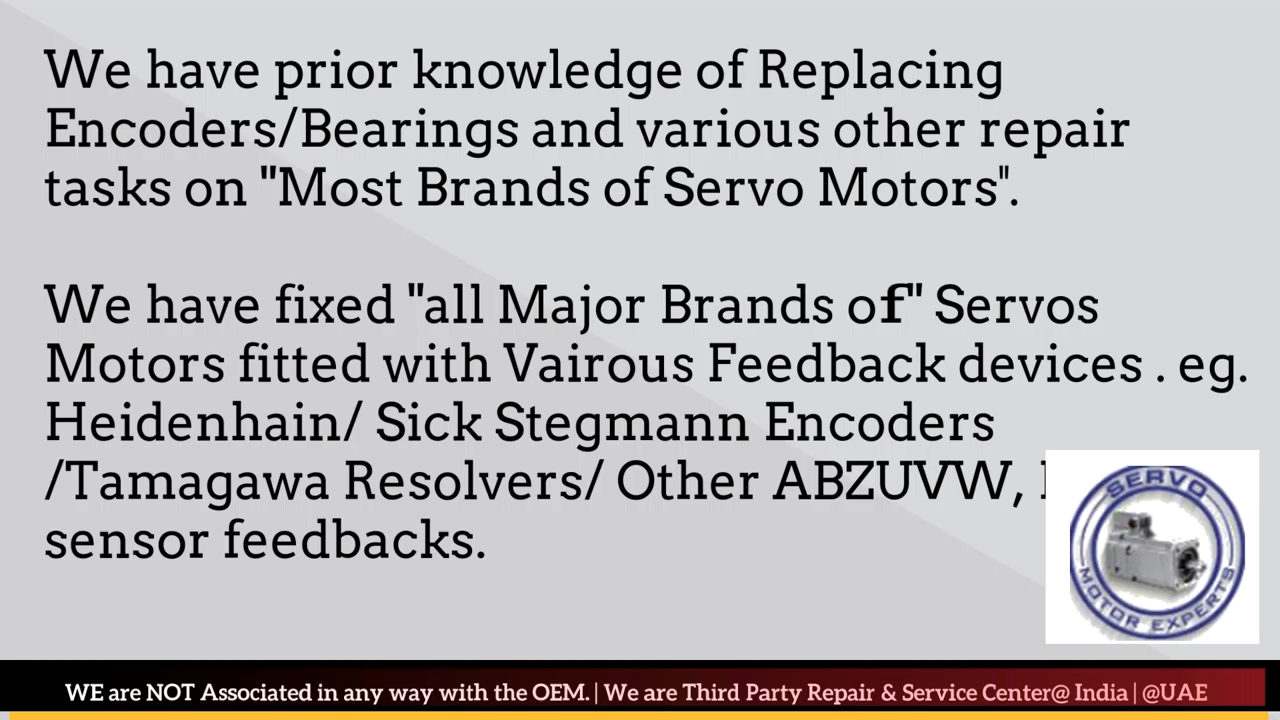 We have prior knowledge of Replacing
Encoders/Bearings and various other repair
tasks on "Most Brands of Servo Motors".
We have fixed "all Major Brands of" Servos
Motors fitted with Vairous Feedback devices . eg.
Heidenhain/ Sick Stegmann Encoders
/Tamagawa Resolvers/ Other ABZUVW,
sensor feedbacks.
SERVO
MOTOR EXPERTS
WE are NOT Associated in any way with the OEM. | We are Third Party Repair & Service Center@ India | @UAE